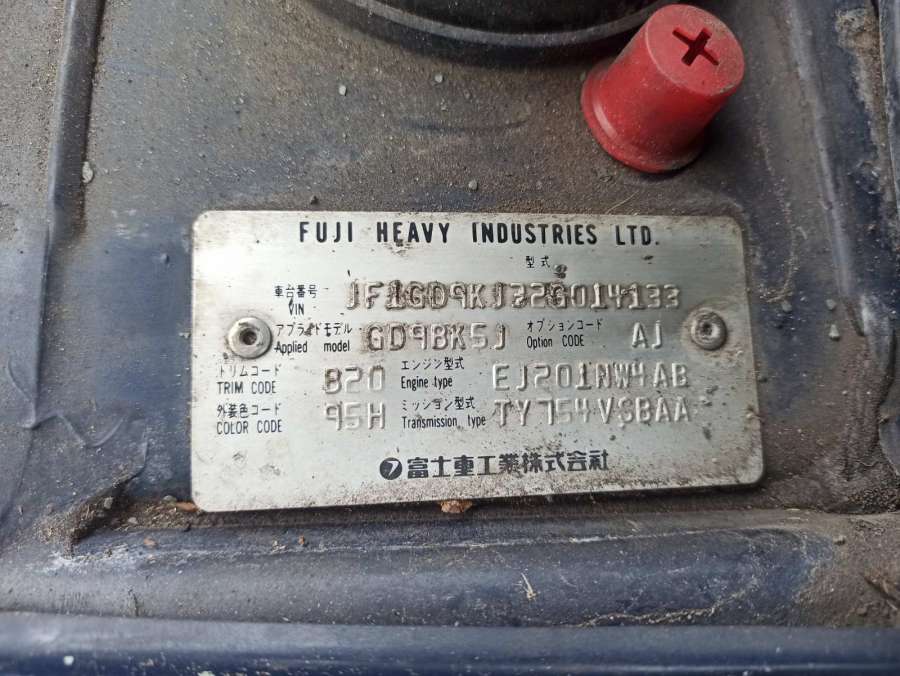 FUJI HEAVY INDUSTRIES LTD.
型式
車台番号
VIN
JF1GD9KJ32G014133
アプライドモデル
Applied model
GD9BK5J
オプションコード
Option CODE
AJ
トリムコード
TRIM CODE
820
エンジン型式
Engine type
EJ201NW4AB
外装色コード
COLOR CODE
95H
ミッション型式
Transmission type
TY754VSBAA
フ 富士重工業株式会社